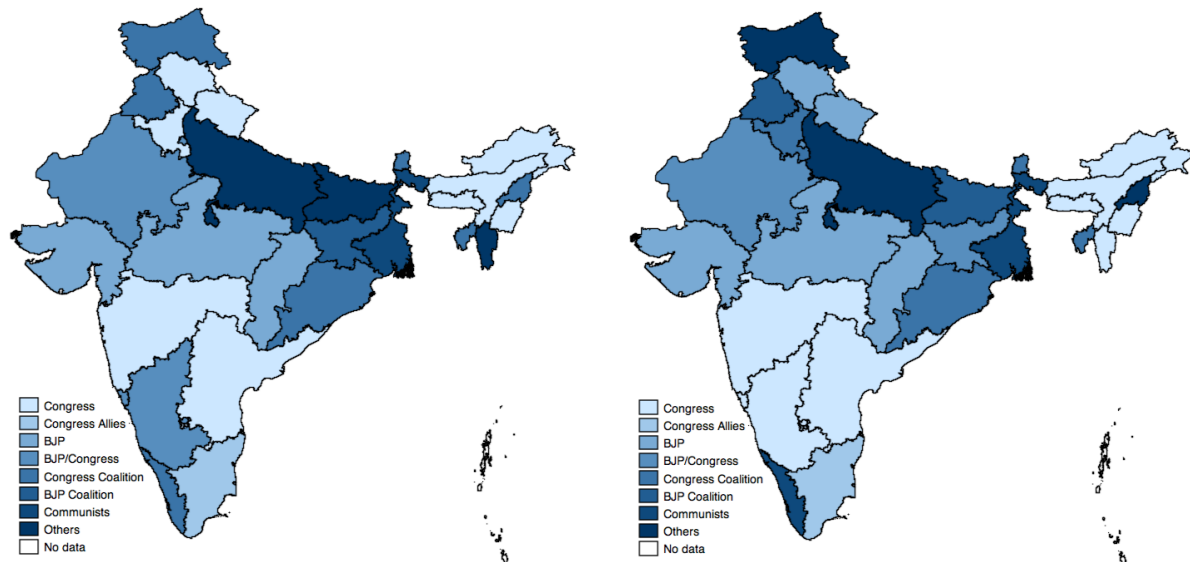 Congress
Congress Allies
BJP
BJP/Congress
Congress Coalition
BJP Coalition
Communists
Others
No data
Congress
Congress Allies
BJP
BJP/Congress
Congress Coalition
BJP Coalition
Communists
Others
No data